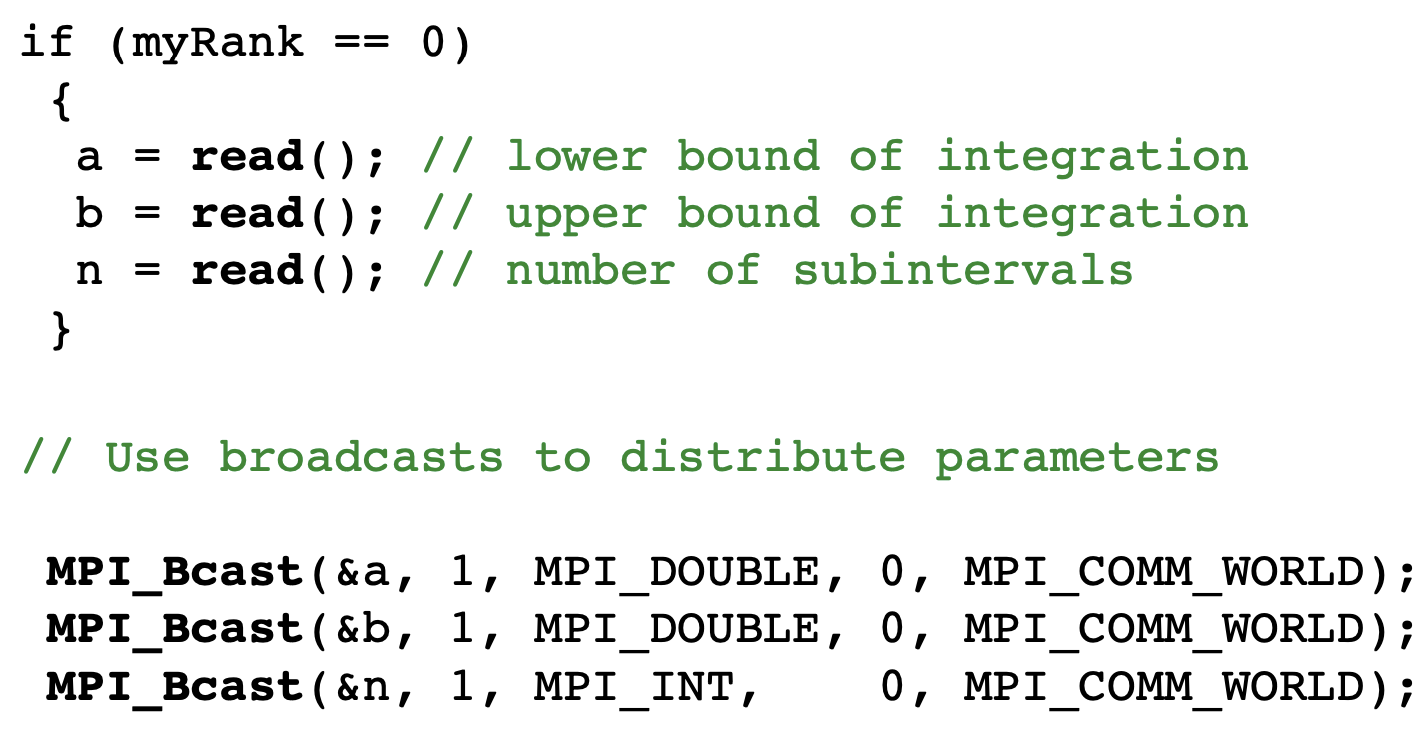 if (myRank == 0)
{
a = read(); // lower bound of integration
b = read(); // upper bound of integration
n = read(); // number of subintervals
}
// Use broadcasts to distribute parameters
MPI_Bcast(&a, 1, MPI_DOUBLE, 0, MPI_COMM_WORLD);
MPI_Bcast(&b, 1, MPI_DOUBLE, 0, MPI_COMM_WORLD);
MPI_Bcast(&n, 1, MPI_INT,    0, MPI_COMM_WORLD);